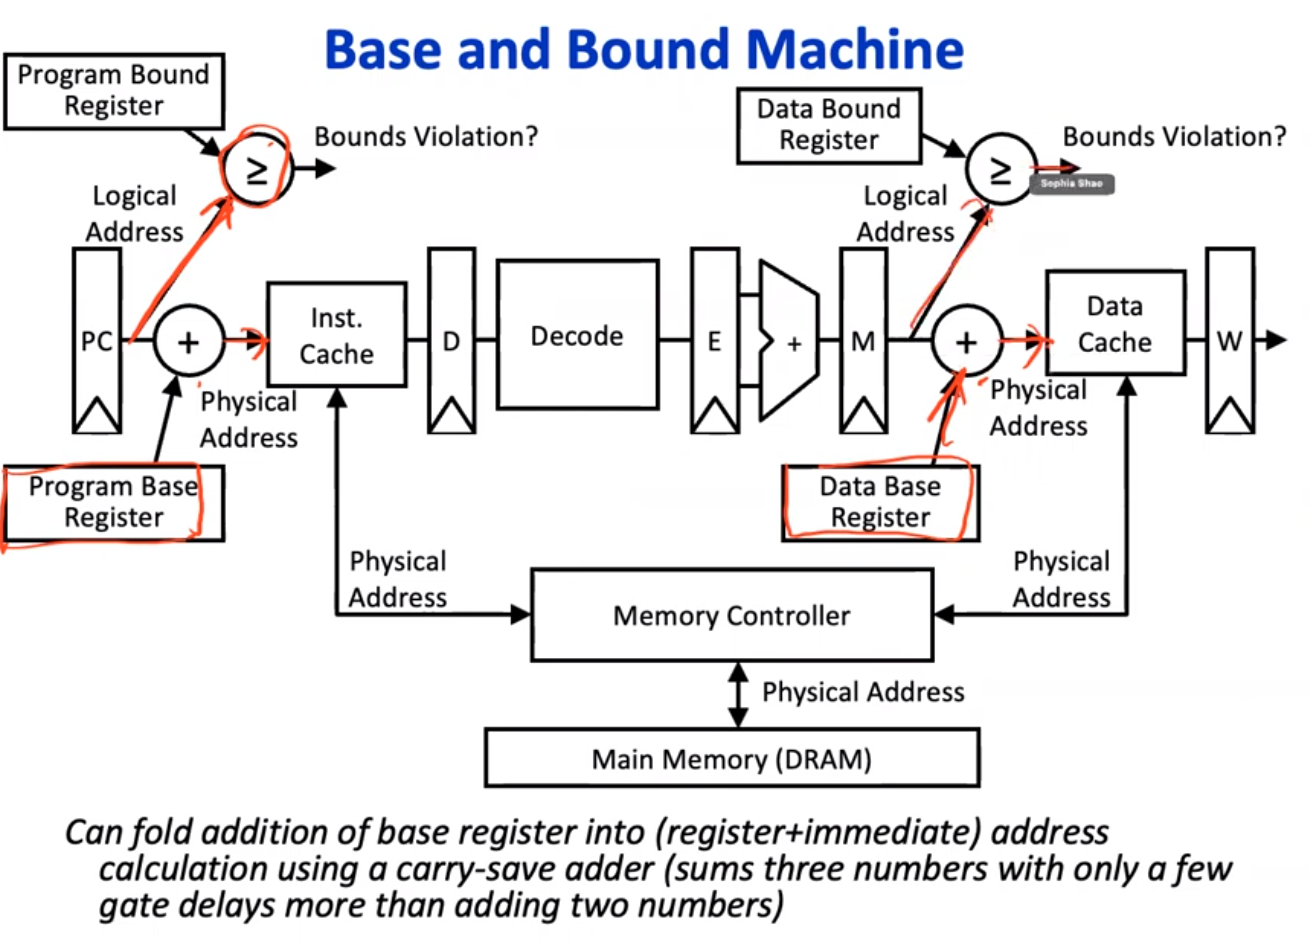 Base and Bound Machine
Program Bound
Register
Bounds Violation?
≥
Logical
Address
Data Bound
Register
Bounds Violation?
≥
Sophia Shao
Logical
Address
PC
+
Inst.
Cache
D
Decode
E
+
M
+
Data
Cache
W
Physical
Address
Physical
Address
Program Base
Register
Data Base
Register
Physical
Address
Physical
Address
Memory Controller
Physical Address
Main Memory (DRAM)
Can fold addition of base register into (register+immediate) address
calculation using a carry-save adder (sums three numbers with only a few
gate delays more than adding two numbers)